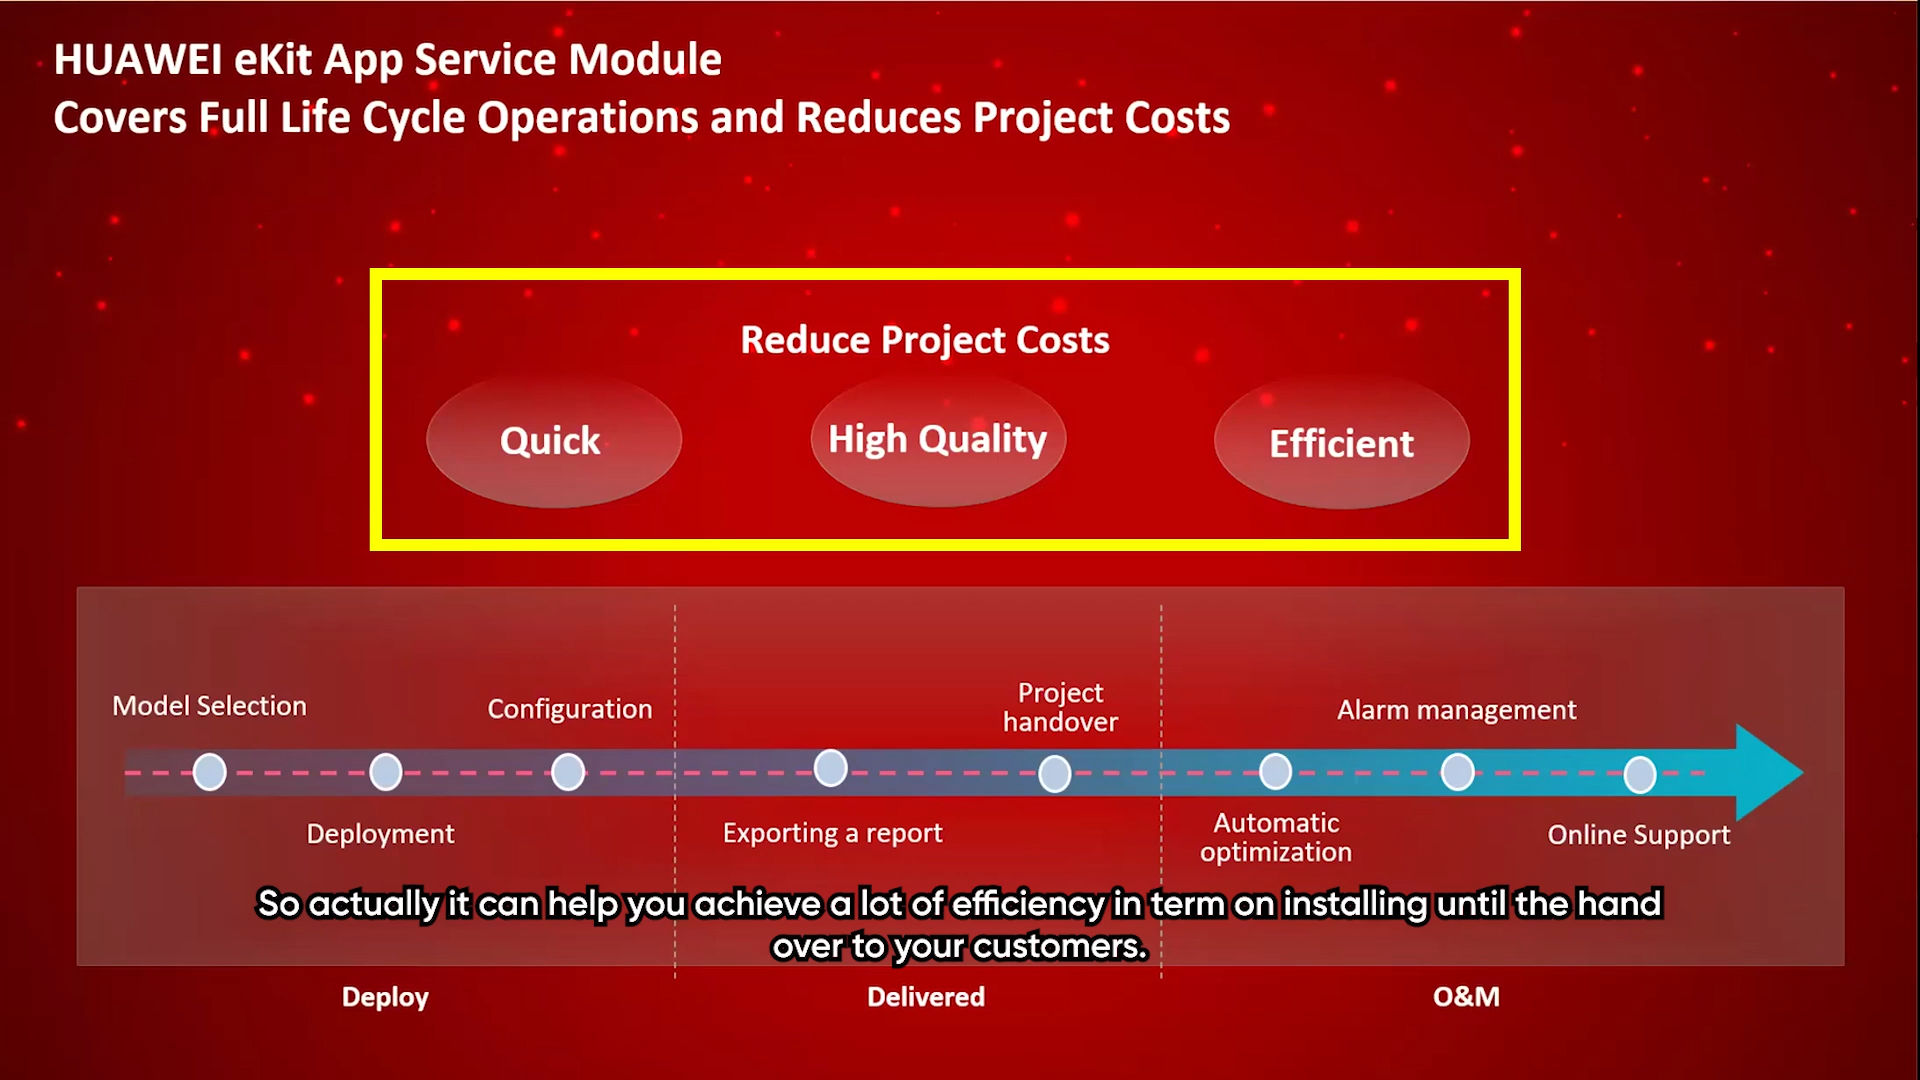 HUAWEI eKit App Service Module
Covers Full Life Cycle Operations and Reduces Project Costs
Reduce Project Costs
Quick
High Quality
Efficient
Model Selection
Configuration
Project
handover
Alarm management
Deployment
Exporting a report
Automatic
optimization
Online Support
So actually it can help you achieve a lot of efficiency in term on installing until the hand
over to your customers.
Deploy
Delivered
O&M